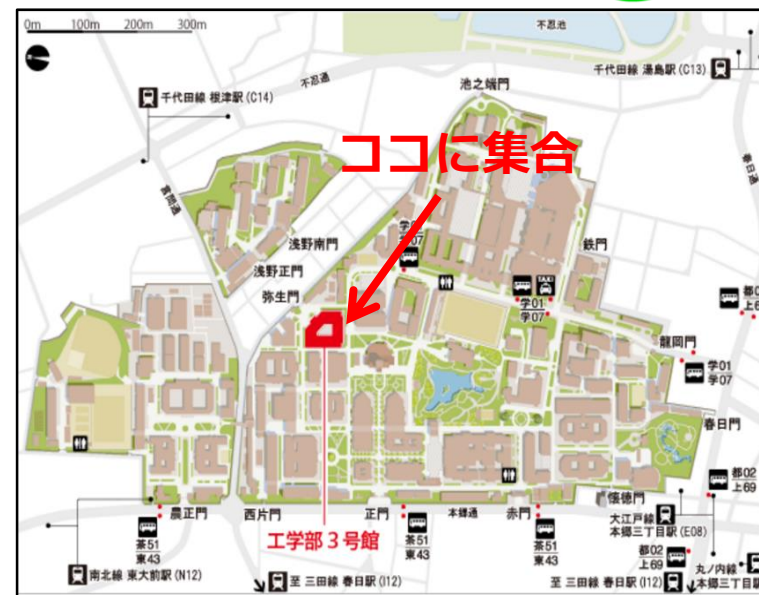 0m 100m 200m 300m
不忍池
千代田線 湯島駅(C13)
池之端門
不忍通
千代田線 根津駅(C14)
ココに集合
春日通
言問通
学07
浅野南門
鉄門
浅野正門
TAXI
弥生門
学01
学07
龍岡門
学01
学07
春日門
都02
上69
懐徳門
農正門
西片門
正門
本郷通
赤門
大江戸線
本郷三丁目駅(E08)
工学部3号館
茶51
東43
茶51
東43
茶51
東43
都02
上69
丸ノ内線
本郷三丁目駅
南北線 東大前駅(N12)
至 三田線 春日駅(I12)
至 三田線 春日駅(I12)